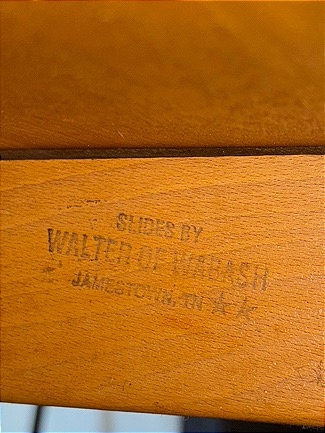 SLIDES BY
WALTER OF WABASH
JAMESTOWN, TN ★★